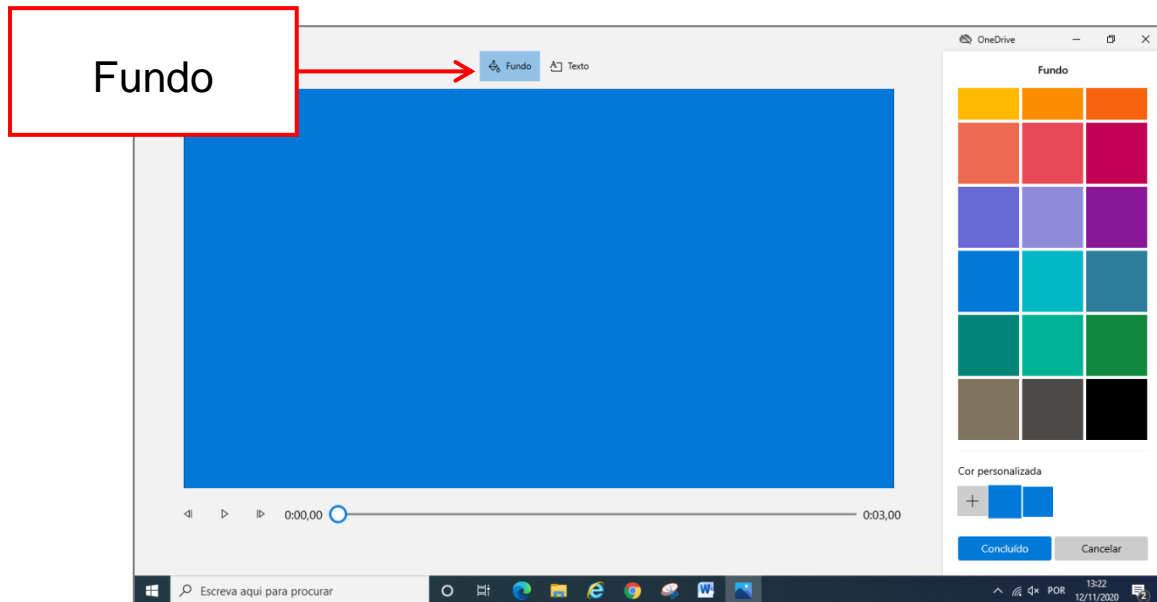 Fundo
OneDrive
Fundo
Texto
Fundo
Cor personalizada
0:00,00
0:03,00
Concluído
Cancelar
Escreva aqui para procurar
POR
13:22
12/11/2020
2